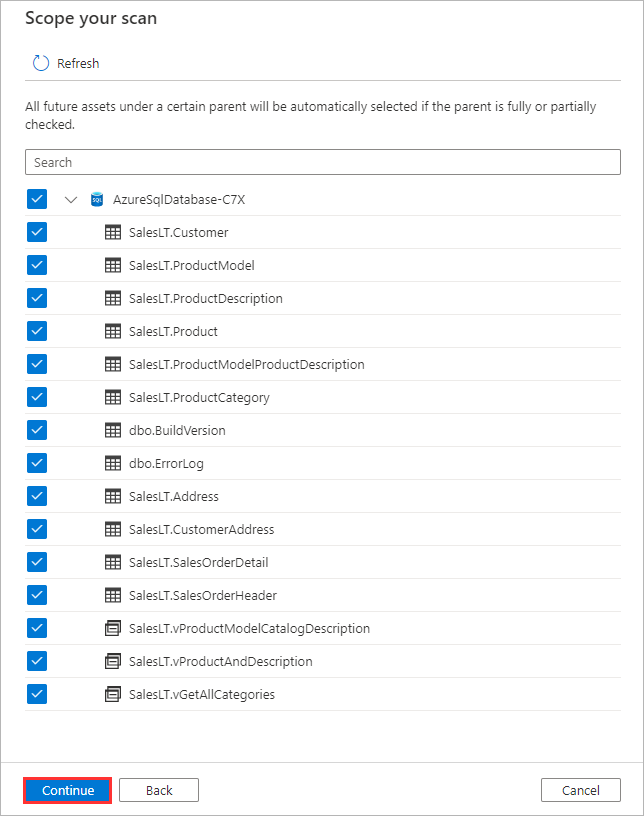 Scope your scan
Refresh
All future assets under a certain parent will be automatically selected if the parent is fully or partially
checked.
Search
SQL AzureSqlDatabase-C7X
SalesLT.Customer
SalesLT.ProductModel
SalesLT.ProductDescription
SalesLT.Product
SalesLT.ProductModelProductDescription
SalesLT.ProductCategory
dbo.BuildVersion
dbo.ErrorLog
SalesLT.Address
SalesLT.CustomerAddress
SalesLT.SalesOrderDetail
SalesLT.SalesOrderHeader
SalesLT.vProductModelCatalogDescription
SalesLT.vProductAndDescription
SalesLT.vGetAllCategories
Continue Back Cancel